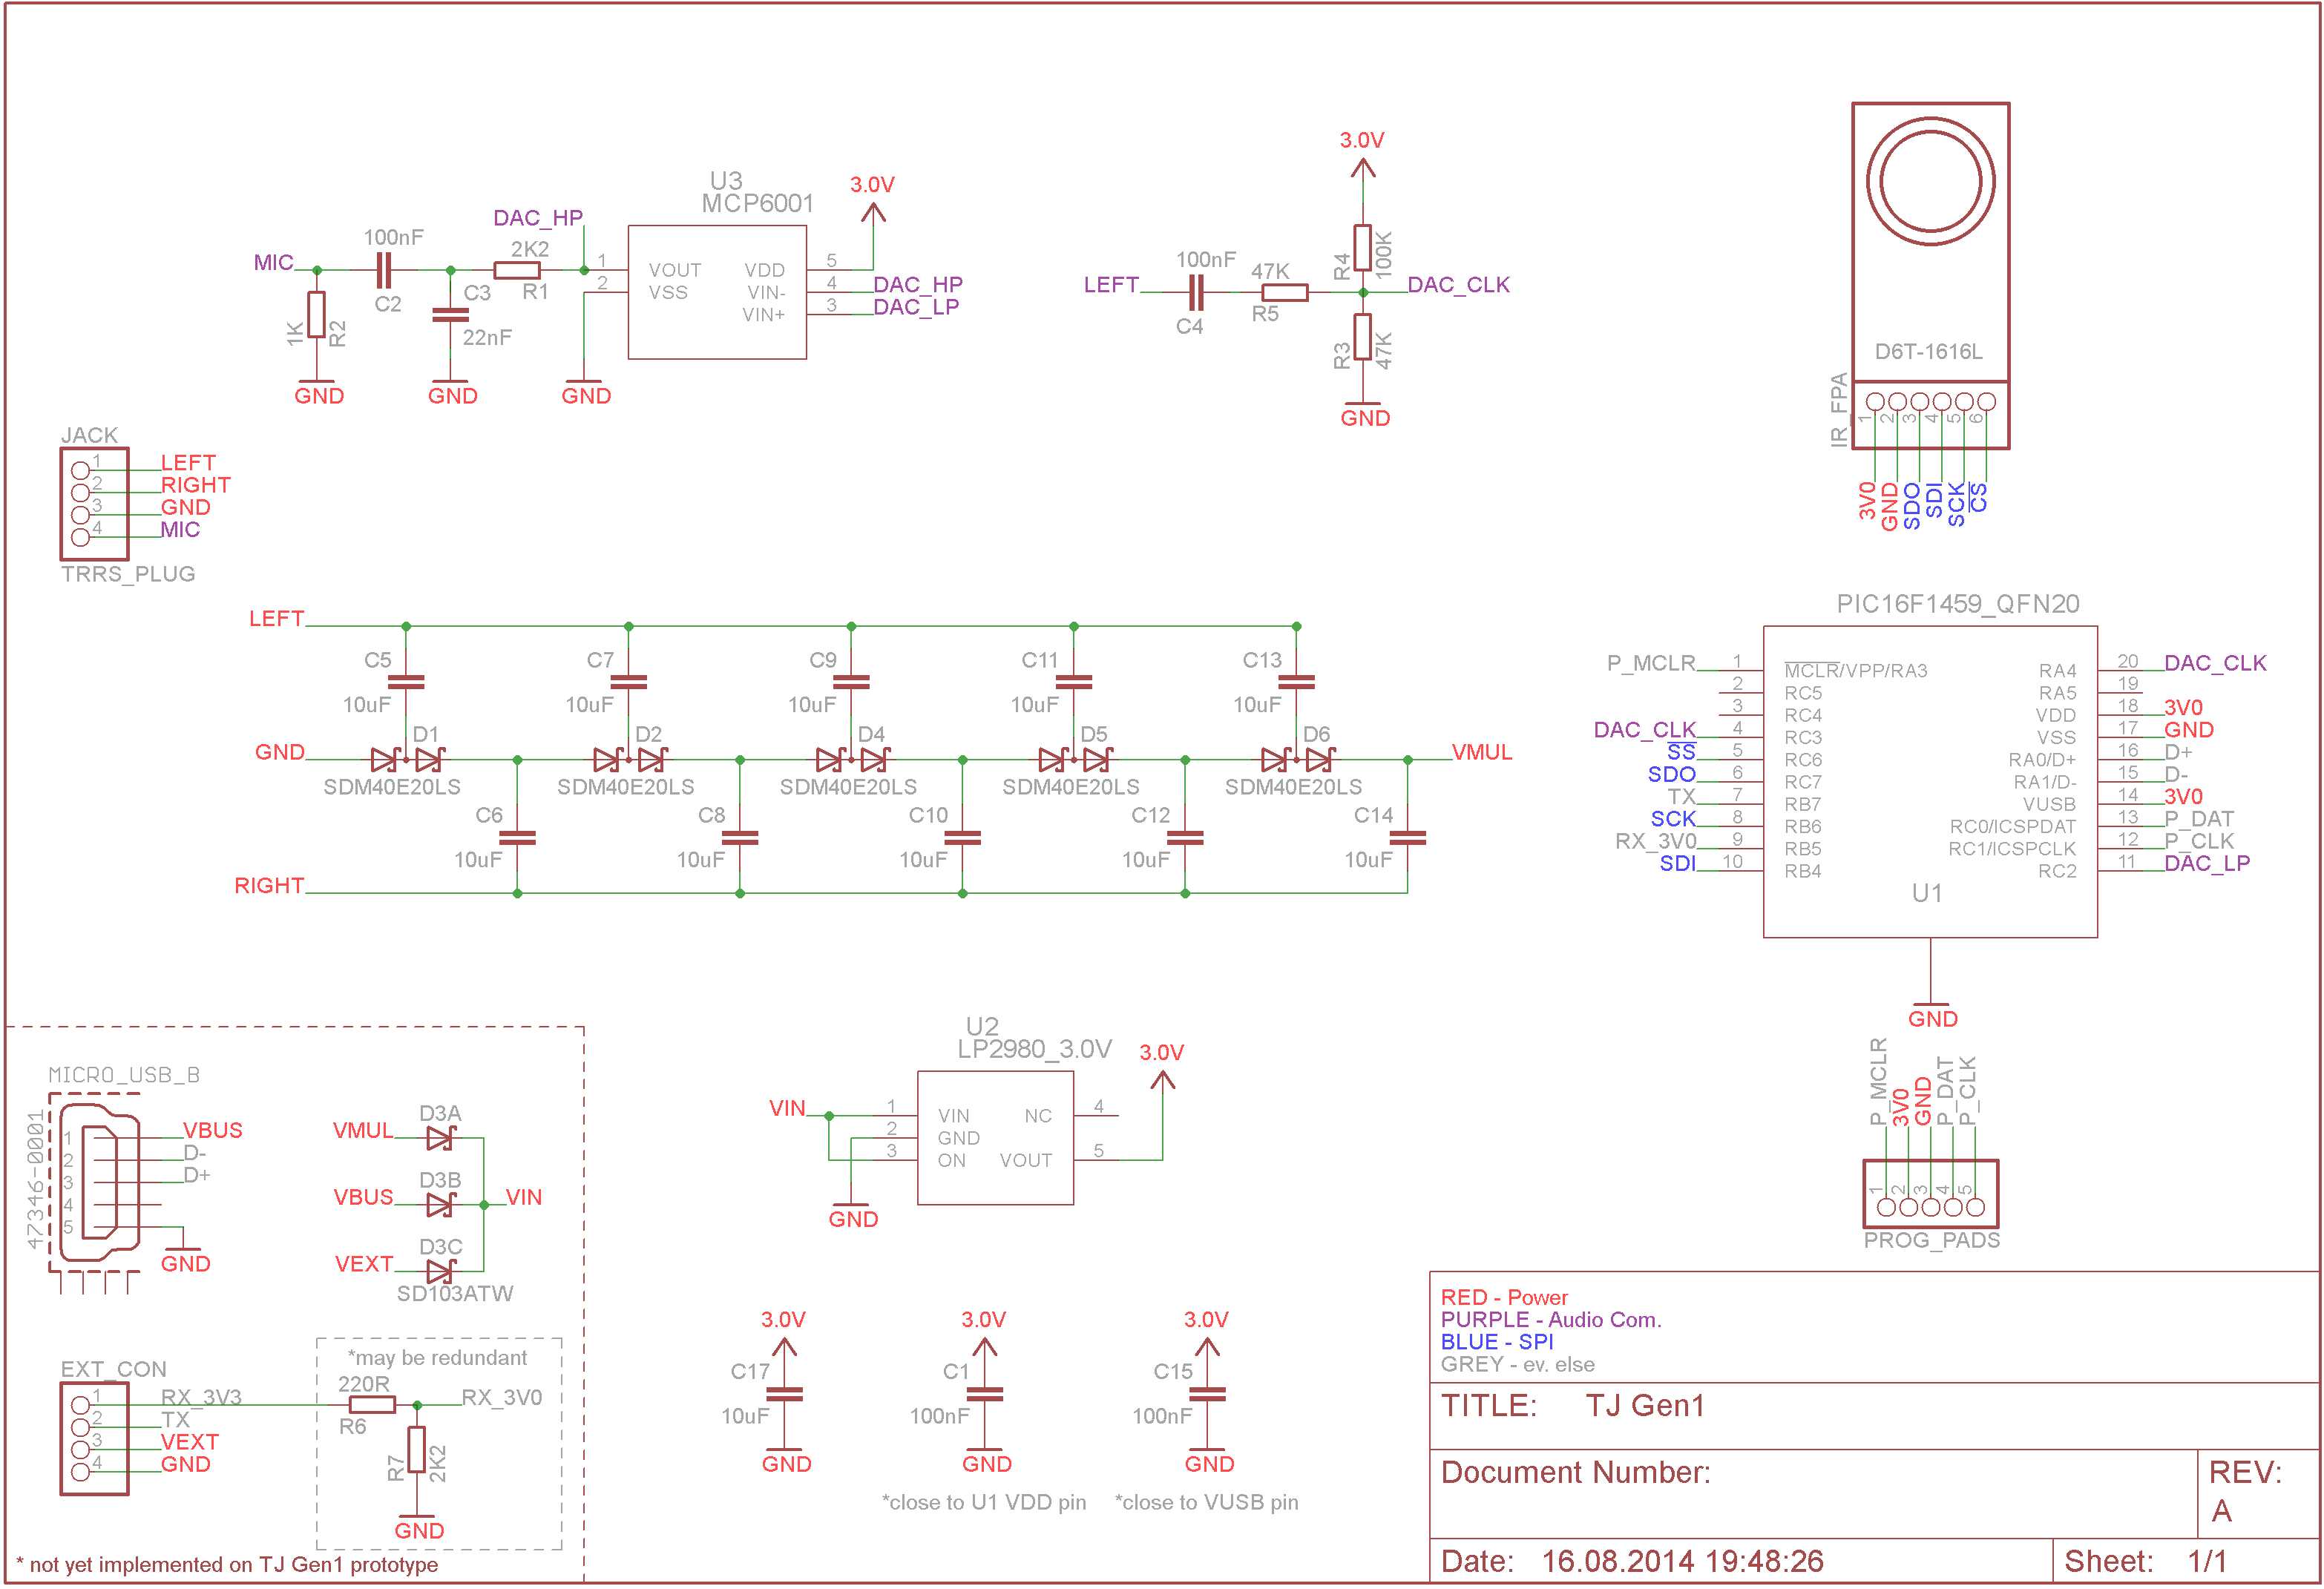 3.0V
U3
MCP6001
3.0V
DAC_HP
100nF
2K2
MIC
C2
C3
R1
22nF
1K
R2
1
2
VOUT
VSS
VDD
VIN-
VIN+
5
4
3
DAC_HP
DAC_LP
GND
GND
GND
100nF
LEFT
C4
47K
R5
R4
100K
DAC_CLK
R3
47K
GND
D6T-1616L
IR_FPA
1
2
3
4
5
6
3V0
GND
SDO
SDI
SCK
CS
JACK
1
LEFT
2
RIGHT
3
GND
4
MIC
TRRS_PLUG
LEFT
C5
10uF
C7
10uF
C9
10uF
C11
10uF
C13
10uF
D1
D2
D4
D5
D6
GND
VMUL
SDM40E20LS
SDM40E20LS
SDM40E20LS
SDM40E20LS
SDM40E20LS
C6
10uF
C8
10uF
C10
10uF
C12
10uF
C14
10uF
RIGHT
PIC16F1459_QFN20
P_MCLR 1 MCLR/VPP/RA3
2 RC5
3 RC4
DAC_CLK 4 RC3
SS 5 RC6
SDO 6 RC7
TX 7 RB7
SCK 8 RB6
RX_3V0 9 RB5
SDI 10 RB4
RA4 20 DAC_CLK
RA5 19
VDD 18 3V0
VSS 17 GND
RA0/D+ 16 D+
RA1/D- 15 D-
VUSB 14 3V0
RC0/ICSPDAT 13 P_DAT
RC1/ICSPCLK 12 P_CLK
RC2 11 DAC_LP
U1
GND
P_MCLR
3V0
GND
P_DAT
P_CLK
1
2
3
4
5
PROG_PADS
MICRO_USB_B
47346-0001
1
VBUS
2
D-
3
D+
4
5
GND
D3A
VMUL
D3B
VBUS
VIN
D3C
VEXT
SD103ATW
U2
LP2980_3.0V
3.0V
VIN
1
2
3
VIN
GND
ON
NC
VOUT
4
5
GND
EXT_CON
1
RX_3V3
2
TX
3
VEXT
4
GND
*may be redundant
220R
R6
RX_3V0
R7
2K2
GND
* not yet implemented on TJ Gen1 prototype
3.0V
C17
10uF
GND
3.0V
C1
100nF
GND
*close to U1 VDD pin
3.0V
C15
100nF
GND
*close to VUSB pin
RED - Power
PURPLE - Audio Com.
BLUE - SPI
GREY - ev. else
TITLE: TJ Gen1
Document Number:
REV:
A
Date: 16.08.2014 19:48:26
Sheet: 1/1